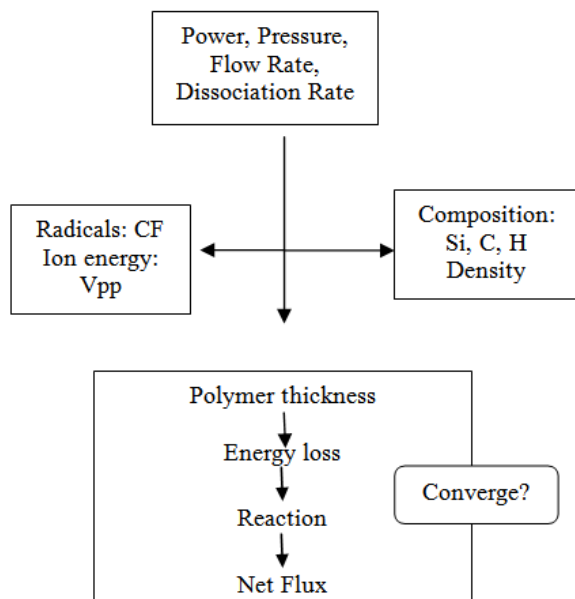 Power, Pressure,
Flow Rate,
Dissociation Rate
Radicals: CF
Ion energy:
Vpp
Composition:
Si, C, H
Density
Polymer thickness
Energy loss
Converge?
Reaction
Net Flux